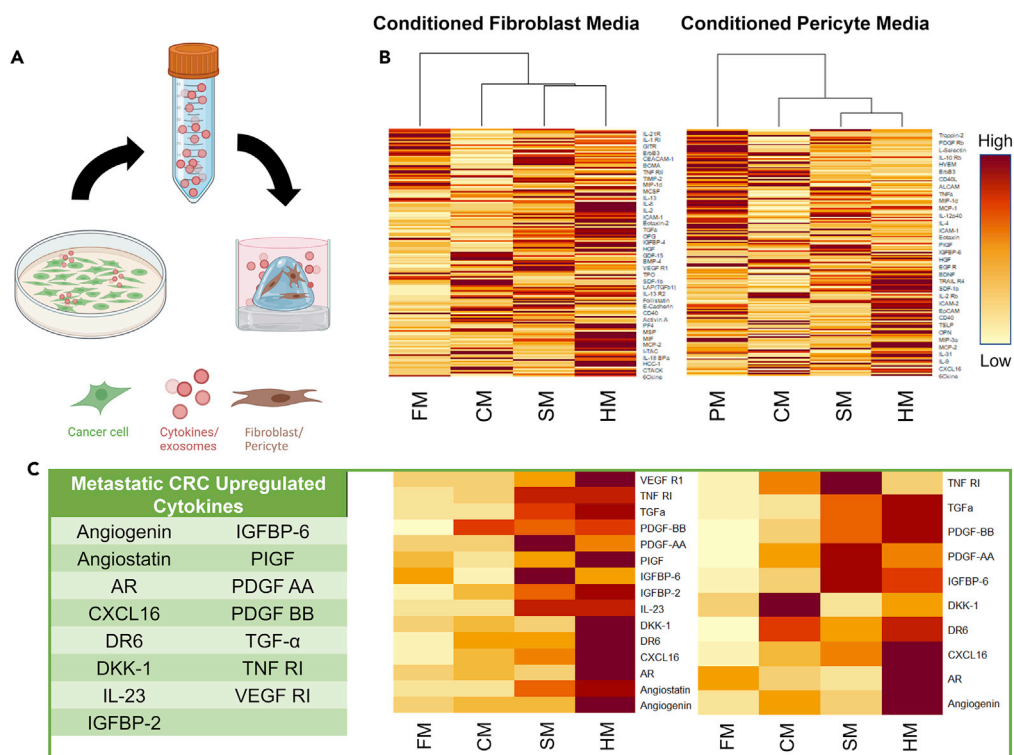 Conditioned Fibroblast Media
Conditioned Pericyte Media
A
Cancer cell
Cytokines/
exosomes
Fibroblast/
Pericyte
B
IL-21R
IL-1 RI
GITR
ErbB3
CEACAM-1
BCMA
TNF RII
TIMP-2
MIP-1d
MCSF
IL-13
IL-6
IL-2
ICAM-1
Eotaxin-2
TGFa
OPG
IGFBP-4
HGF
GDF-15
BMP-4
VEGF R1
TPO
SDF-1b
LAP(TGFb1)
IL-13 R2
Follistatin
E-Cadherin
CD40
Activin A
PF4
MSP
MIF
MCP-2
I-TAC
IL-18 BPa
HCC-1
CTACK
6Ckine
FM
CM
SM
HM
Trappin-2
PDGF Rb
L-Selectin
IL-10 Rb
HVEM
ErbB3
CD40L
ALCAM
TNFa
MIP-1d
MCP-1
IL-12p40
IL-4
ICAM-1
Eotaxin
PIGF
IGFBP-6
HGF
EGF R
BDNF
TRAIL R4
SDF-1b
IL-2 Rb
ICAM-2
EpCAM
CD40
TSLP
OPN
MIP-3a
MCP-2
IL-31
IL-9
CXCL16
6Ckine
PM
CM
SM
HM
High
Low
C
Metastatic CRC Upregulated
Cytokines
Angiogenin IGFBP-6
Angiostatin PIGF
AR PDGF AA
CXCL16 PDGF BB
DR6 TGF-α
DKK-1 TNF RI
IL-23 VEGF RI
IGFBP-2
VEGF R1
TNF RI
TGFa
PDGF-BB
PDGF-AA
PIGF
IGFBP-6
IGFBP-2
IL-23
DKK-1
DR6
CXCL16
AR
Angiostatin
Angiogenin
FM
CM
SM
HM
TNF RI
TGFa
PDGF-BB
PDGF-AA
IGFBP-6
DKK-1
DR6
CXCL16
AR
Angiogenin
FM
CM
SM
HM